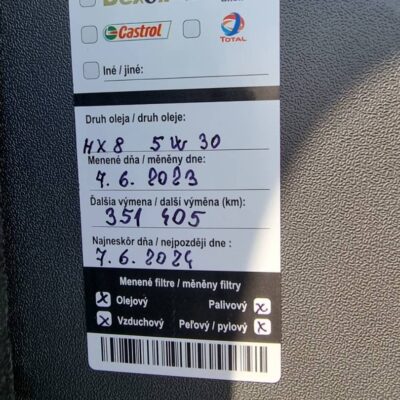 Castrol
TOTAL
Iné / jiné:
Druh oleja / druh oleje:
HX8 5W30
Menené dňa / měněny dne:
7.6.2023
Ďalšia výmena / další výměna (km):
351 405
Najneskôr dňa / nejpozději dne :
7.6.2024
Menené filtre / měněny filtry
x Olejový Palivový x
x Vzduchový Peľový / pylový x